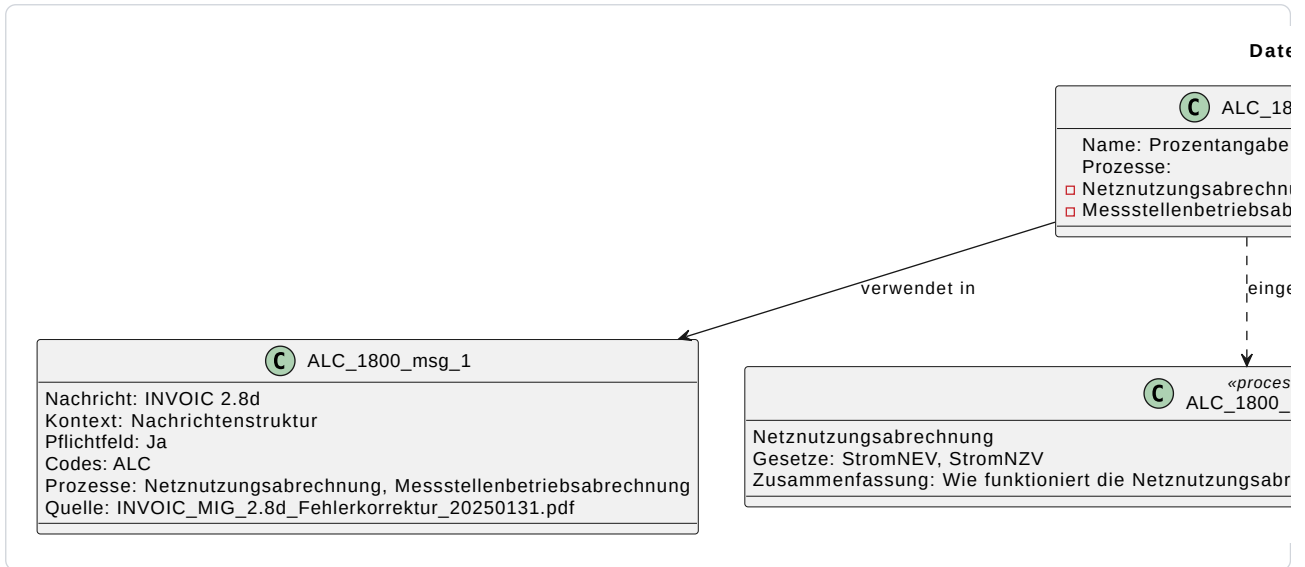 Date
C ALC_18
Name: Prozentangabe
Prozesse:
Netznutzungsabrechnu
Messstellenbetriebsab
verwendet in
einge
C ALC_1800_msg_1
Nachricht: INVOIC 2.8d
Kontext: Nachrichtenstruktur
Pflichtfeld: Ja
Codes: ALC
Prozesse: Netznutzungsabrechnung, Messstellenbetriebsabrechnung
Quelle: INVOIC_MIG_2.8d_Fehlerkorrektur_20250131.pdf
«proces
C ALC_1800_
Netznutzungsabrechnung
Gesetze: StromNEV, StromNZV
Zusammenfassung: Wie funktioniert die Netznutzungsabr